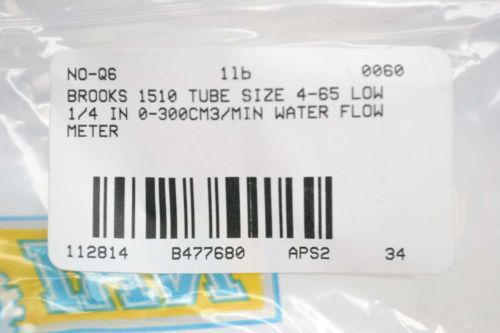 NO-Q6 1lb 0060
BROOKS 1510 TUBE SIZE 4-65 LOW
1/4 IN 0-300CM3/MIN WATER FLOW
METER
112814 B477680 APS2 34